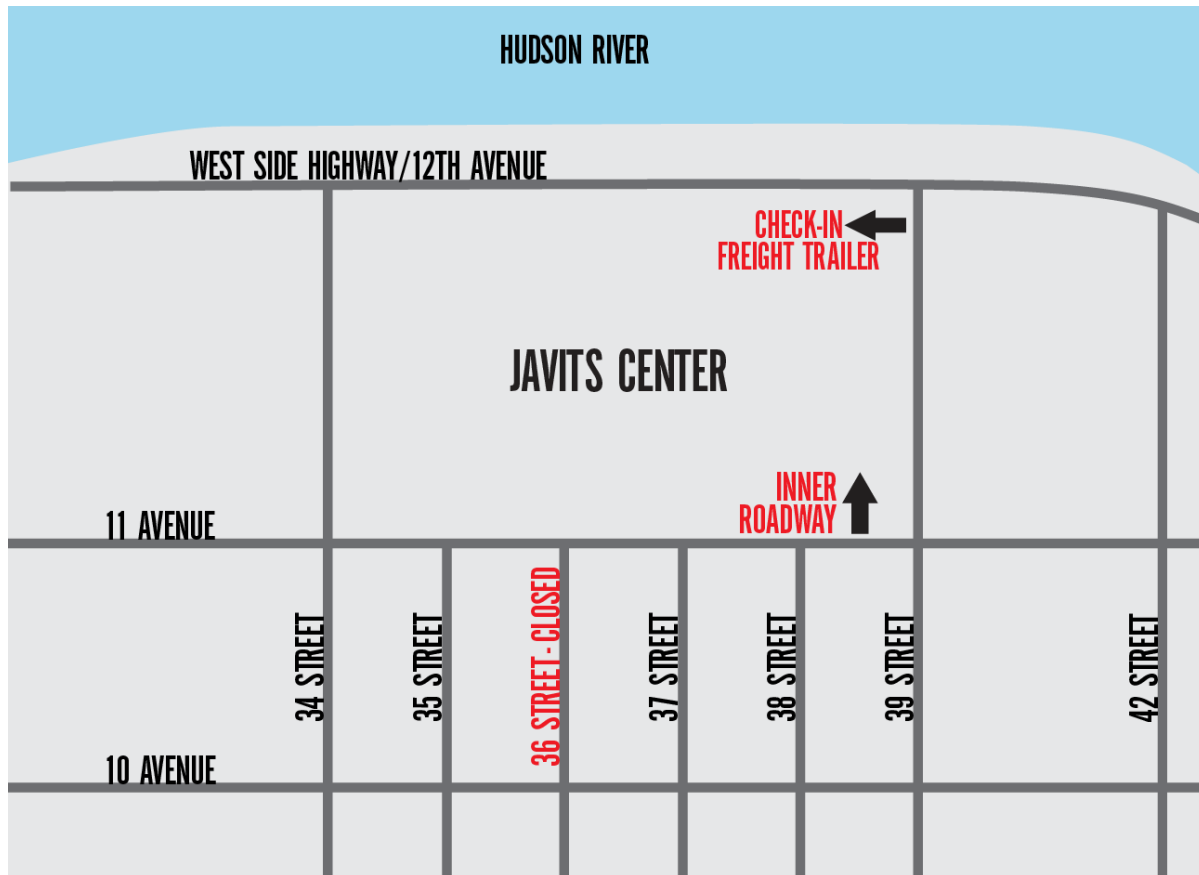 HUDSON RIVER
WEST SIDE HIGHWAY/12TH AVENUE
CHECK-IN
FREIGHT TRAILER
JAVITS CENTER
INNER
ROADWAY
11 AVENUE
34 STREET
35 STREET
36 STREET - CLOSED
37 STREET
38 STREET
39 STREET
42 STREET
10 AVENUE